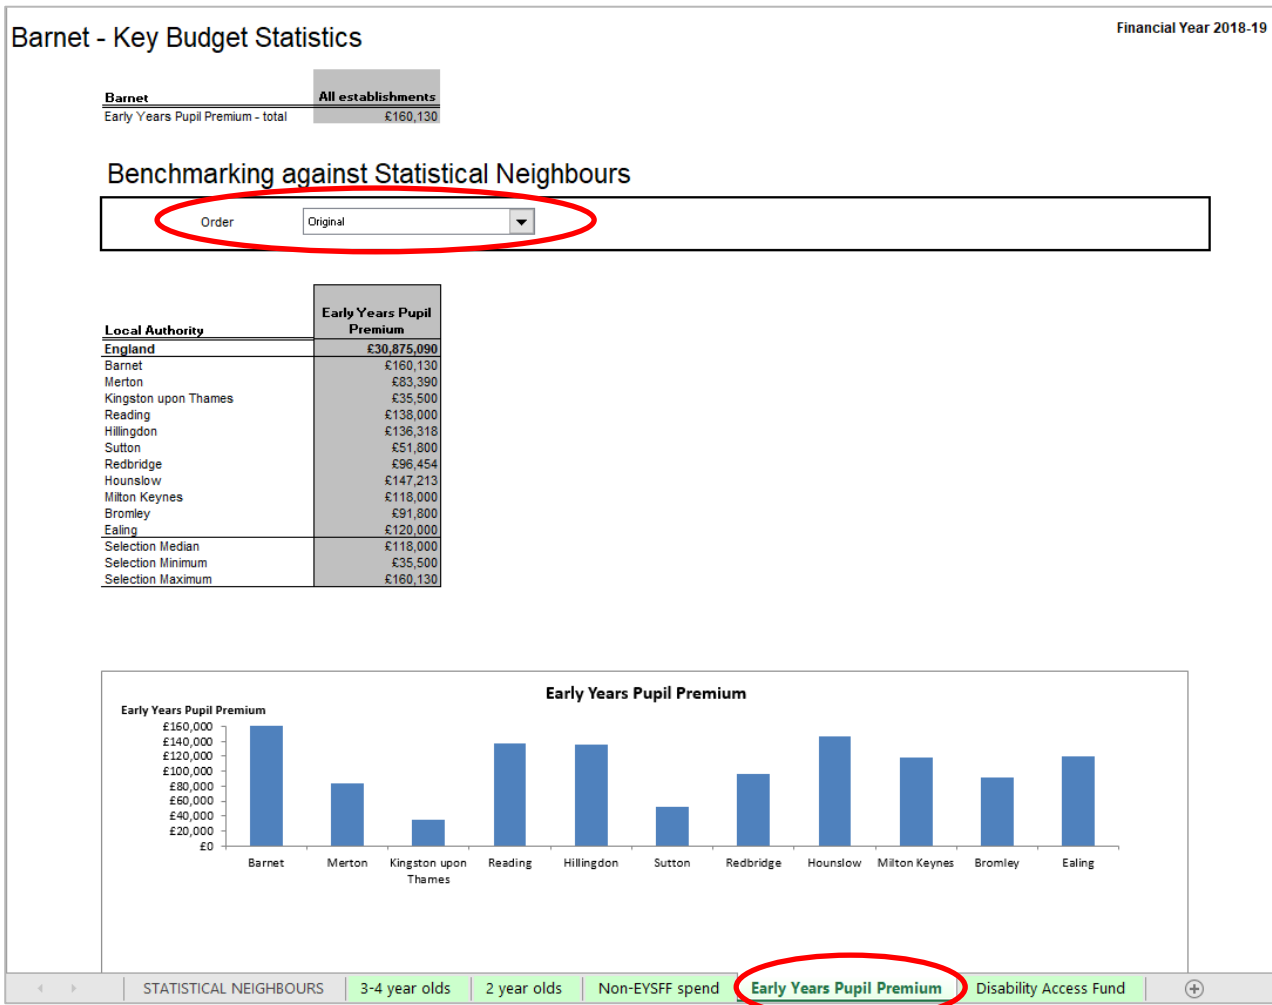 Barnet - Key Budget Statistics
Financial Year 2018-19
Barnet All establishments
Early Years Pupil Premium - total £160,130
Benchmarking against Statistical Neighbours
Order Original
Early Years Pupil
Local Authority Premium
England £30,875,090
Barnet £160,130
Merton £83,390
Kingston upon Thames £35,500
Reading £138,000
Hillingdon £136,318
Sutton £51,800
Redbridge £96,454
Hounslow £147,213
Milton Keynes £118,000
Bromley £91,800
Ealing £120,000
Selection Median £118,000
Selection Minimum £35,500
Selection Maximum £160,130
Early Years Pupil Premium
Early Years Pupil Premium
£160,000
£140,000
£120,000
£100,000
£80,000
£60,000
£40,000
£20,000
£0
Barnet Merton Kingston upon Reading Hillingdon Sutton Redbridge Hounslow Milton Keynes Bromley Ealing
Thames
STATISTICAL NEIGHBOURS 3-4 year olds 2 year olds Non-EYSFF spend Early Years Pupil Premium Disability Access Fund